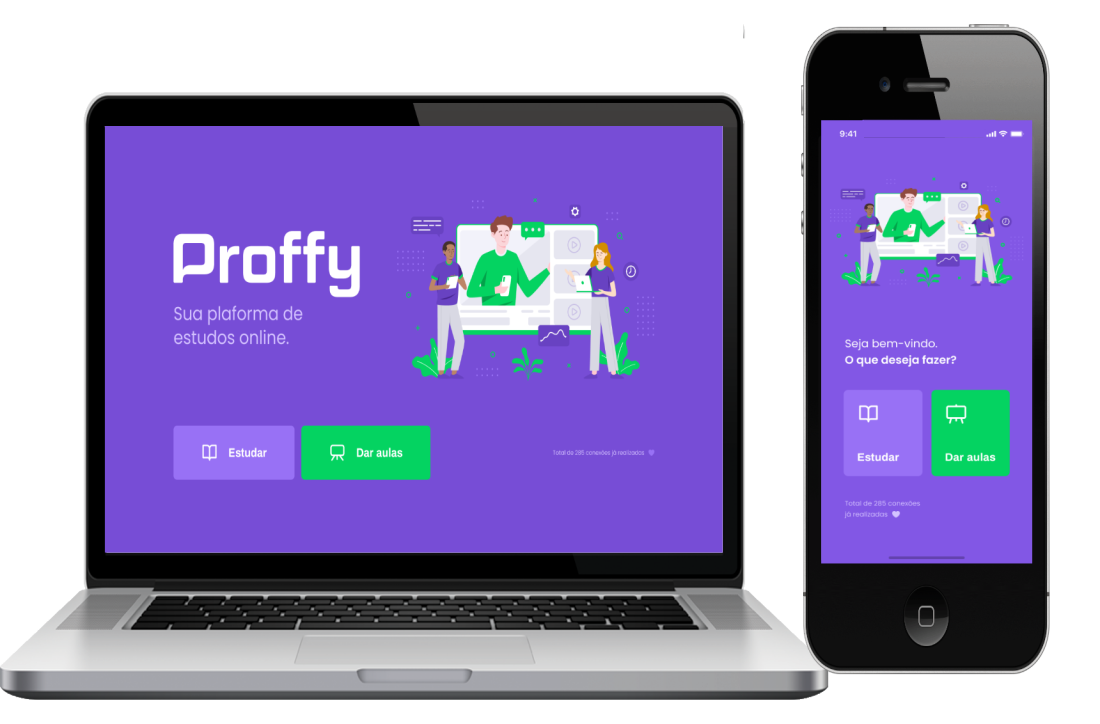 Proffy
Sua plaforma de
estudos online.
Estudar
Dar aulas
Total de 285 conexões já realizadas
9:41
Seja bem-vindo.
O que deseja fazer?
Estudar
Dar aulas
Total de 285 conexões
já realizadas